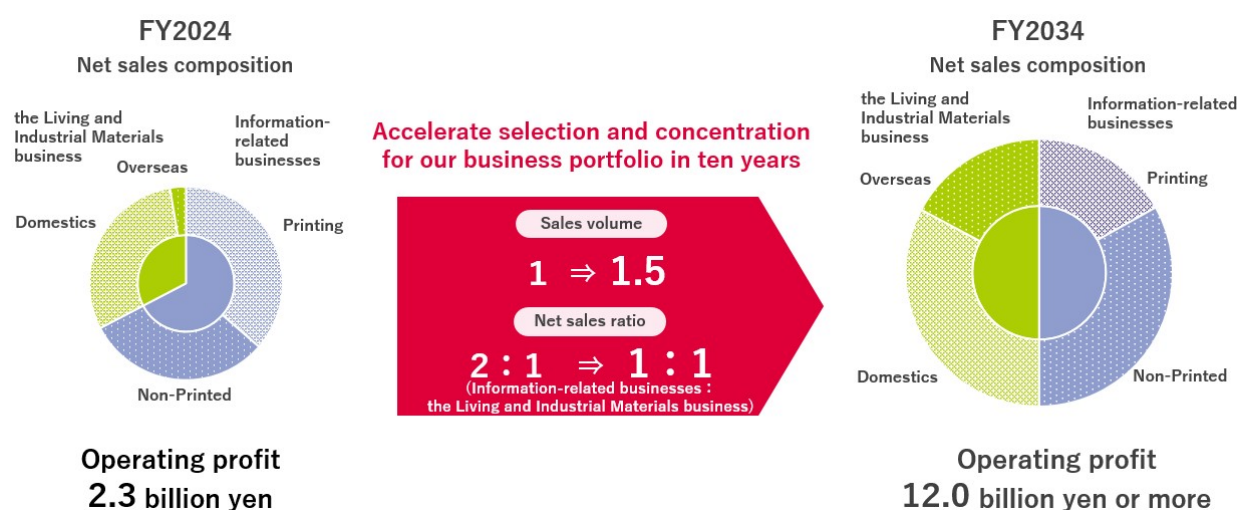 FY2024
Net sales composition
the Living and
Industrial Materials
business
Information-
related
businesses
Overseas
Domestics
Printing
Non-Printed
Operating profit
2.3 billion yen
Accelerate selection and concentration
for our business portfolio in ten years
Sales volume
1 ⇒ 1.5
Net sales ratio
2 : 1 ⇒ 1 : 1
(Information-related businesses :
the Living and Industrial Materials business)
FY2034
Net sales composition
the Living and
Industrial Materials
business
Information-related
businesses
Overseas
Printing
Domestics
Non-Printed
Operating profit
12.0 billion yen or more